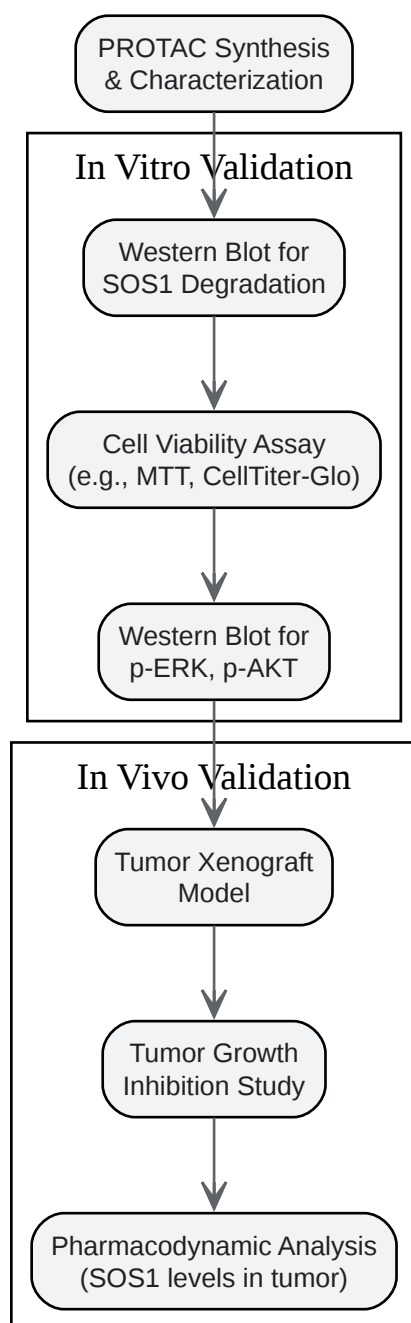 PROTAC Synthesis
& Characterization
In Vitro Validation
Western Blot for
SOS1 Degradation
Cell Viability Assay
(e.g., MTT, CellTiter-Glo)
Western Blot for
p-ERK, p-AKT
In Vivo Validation
Tumor Xenograft
Model
Tumor Growth
Inhibition Study
Pharmacodynamic Analysis
(SOS1 levels in tumor)